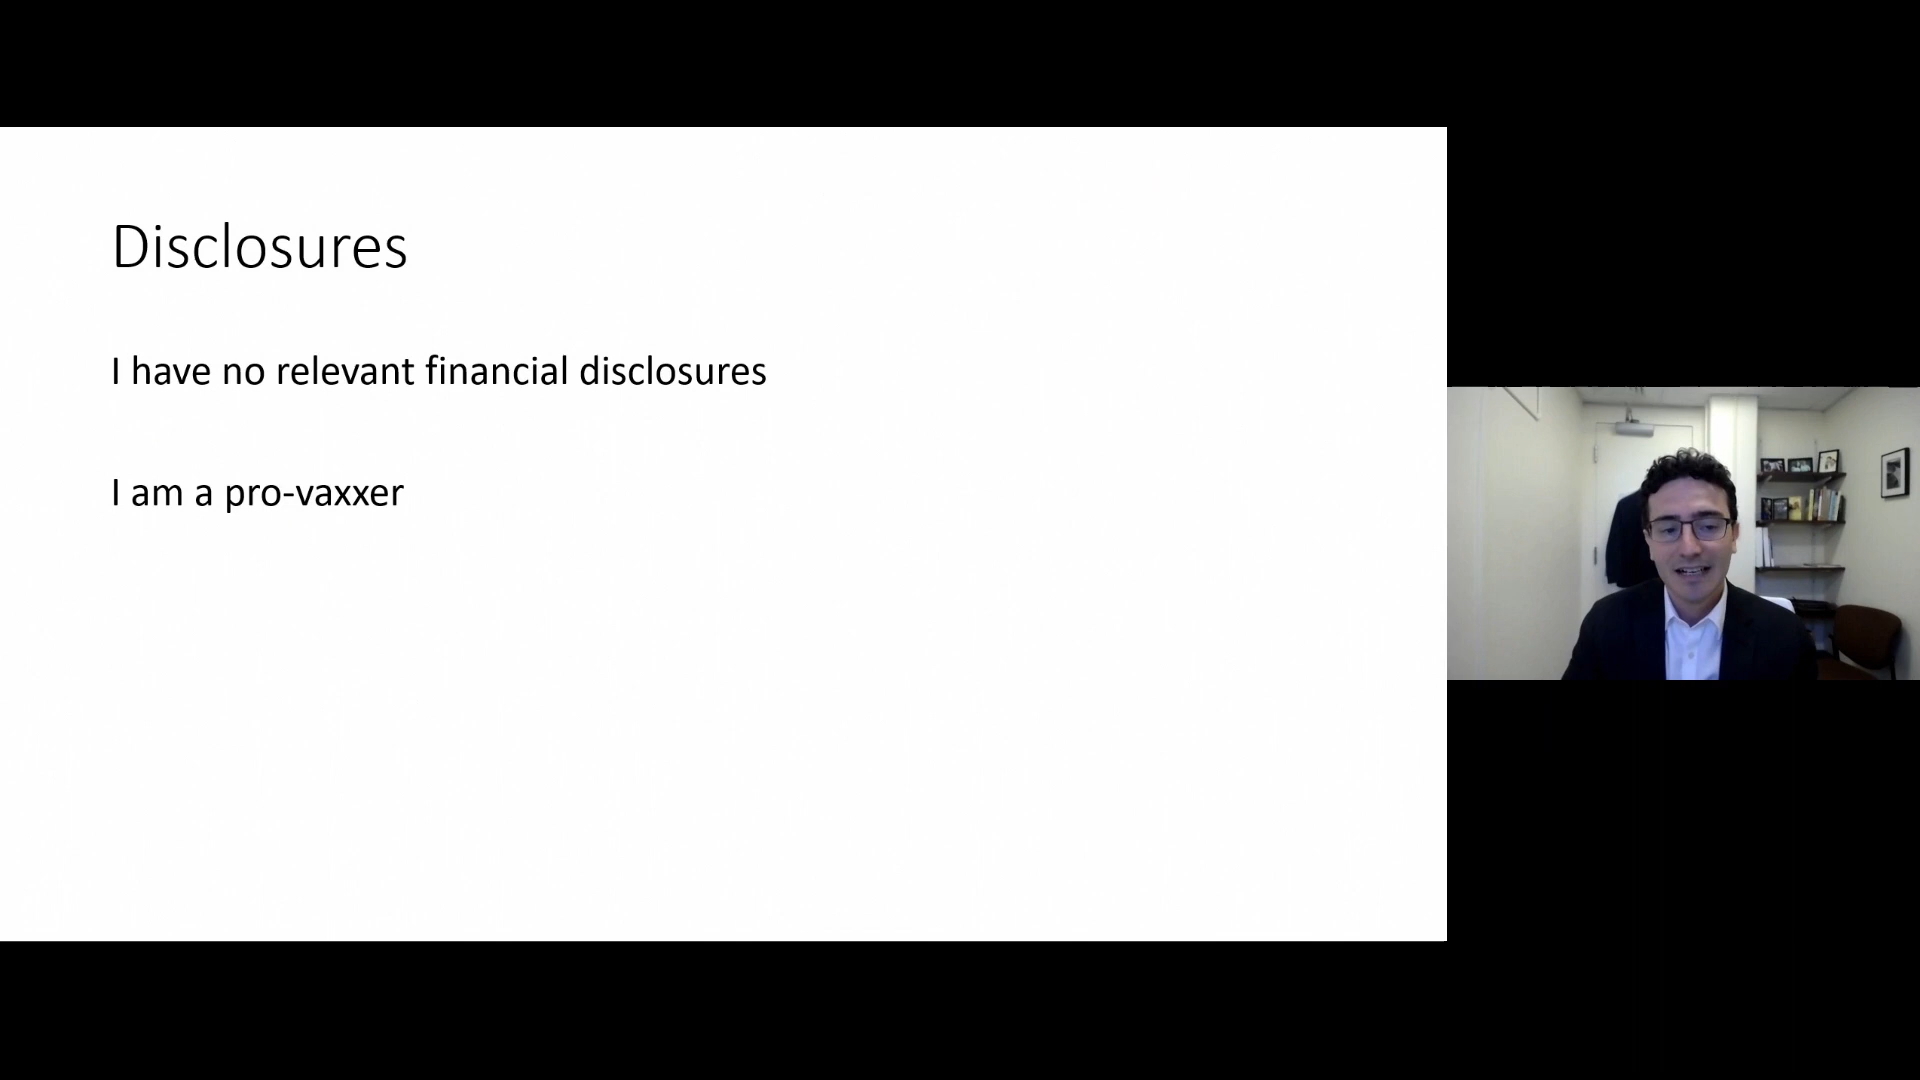 Disclosures
I have no relevant financial disclosures
I am a pro-vaxxer